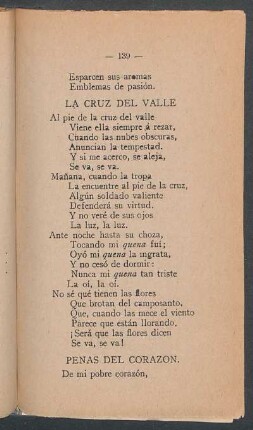 — 139 —
Esparcen sus aromas
Emblemas de pasión.
LA CRUZ DEL VALLE
Al pie de la cruz del valle
Viene ella siempre á rezar,
Cuando las nubes obscuras,
Anuncian la tempestad.
Y si me acerco, se aleja,
Se va, se va.
Mañana, cuando la tropa
La encuentre al pie de la cruz,
Algún soldado valiente
Defenderá su virtud.
Y no veré de sus ojos
La luz, la luz.
Ante noche hasta su choza,
Tocando mi quena fuí;
Oyó mi quena la ingrata,
Y no cesó de dormir:
Nunca mi quena tan triste
La oí, la oí.
No sé qué tienen las flores
Que brotan del camposanto,
Que, cuando las mece el viento
Parece que están llorando.
¡Será que las flores dicen
Se va, se va!
PENAS DEL CORAZON.
De mi pobre corazón,